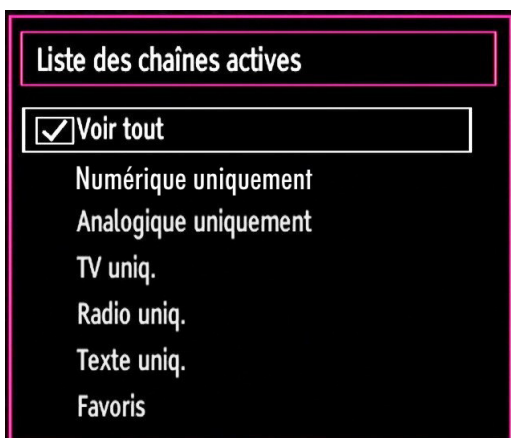 Liste des chaînes actives
Voir tout
Numérique uniquement
Analogique uniquement
TV uniq.
Radio uniq.
Texte uniq.
Favoris